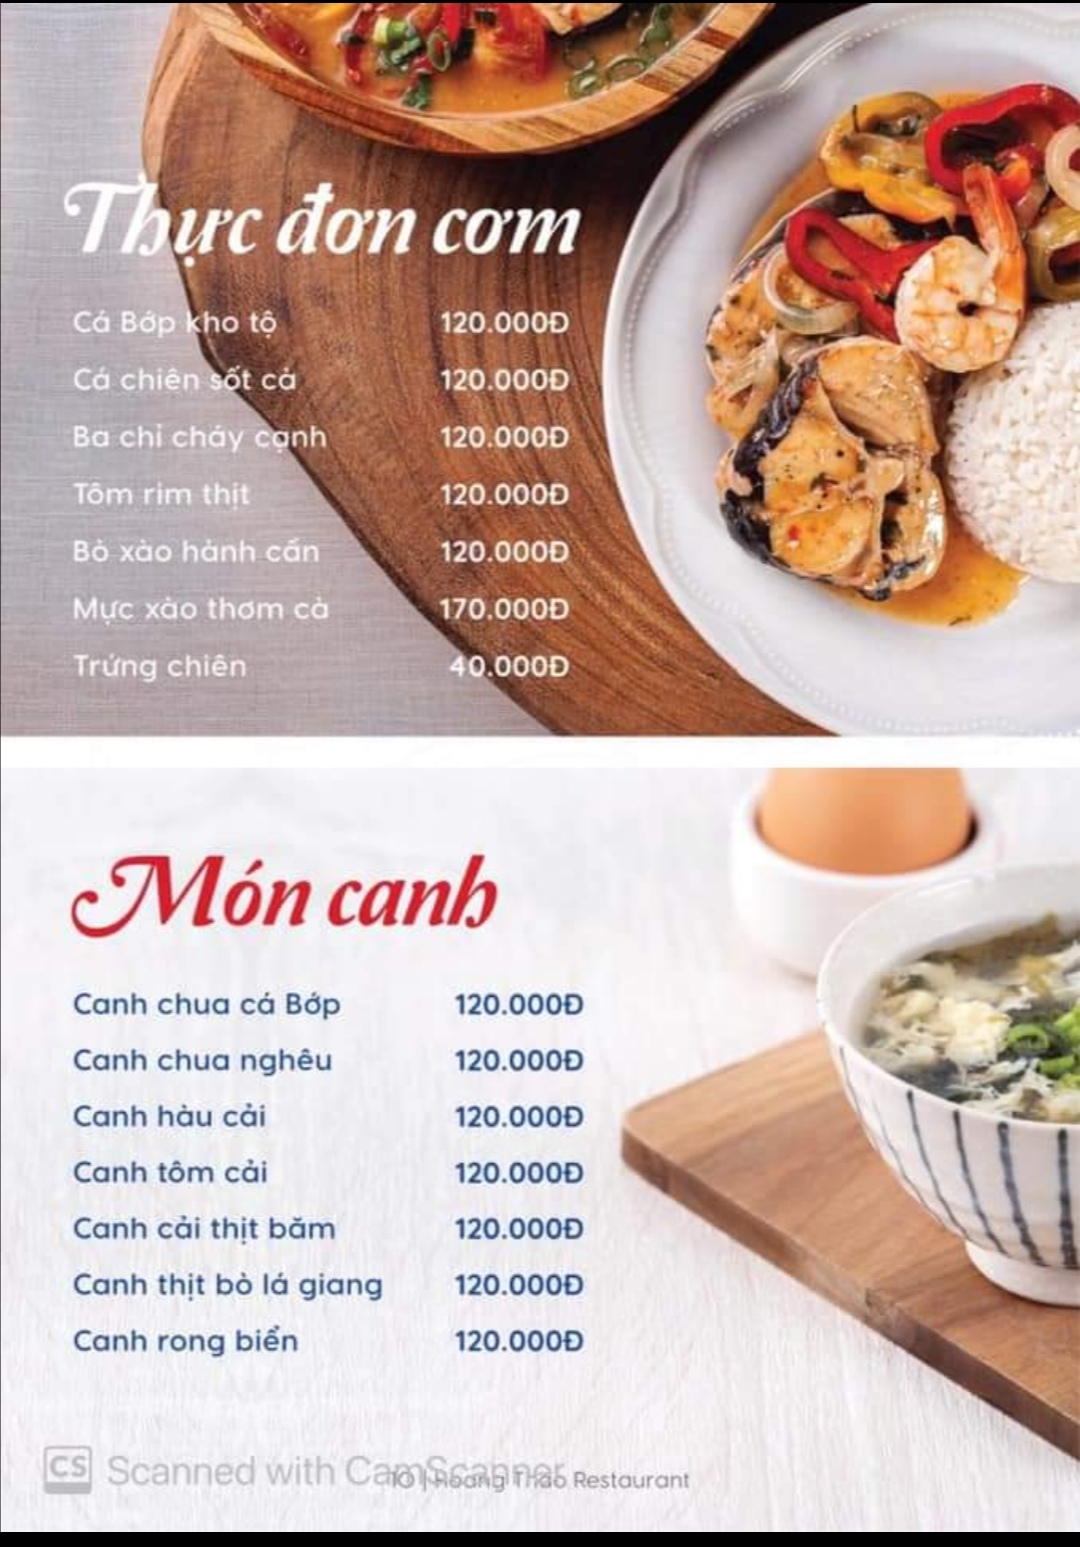 Thực đơn cơm
Cá Bớp kho tộ 120.000Đ
Cá chiên sốt cà 120.000Đ
Ba chỉ cháy cạnh 120.000Đ
Tôm rim thịt 120.000Đ
Bò xào hành cần 120.000Đ
Mực xào thơm cà 170.000Đ
Trứng chiên 40.000Đ
Món canh
Canh chua cá Bớp 120.000Đ
Canh chua nghêu 120.000Đ
Canh hàu cải 120.000Đ
Canh tôm cải 120.000Đ
Canh cải thịt băm 120.000Đ
Canh thịt bò lá giang 120.000Đ
Canh rong biển 120.000Đ
CS Scanned with CamScanner
10 | Hoang Thao Restaurant